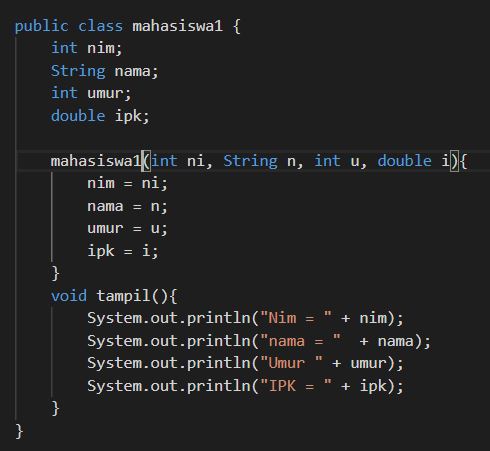 public class mahasiswa1 {
    int nim;
    String nama;
    int umur;
    double ipk;

    mahasiswa1(int ni, String n, int u, double i){
        nim = ni;
        nama = n;
        umur = u;
        ipk = i;
    }
    void tampil(){
        System.out.println("Nim = " + nim);
        System.out.println("nama = "  + nama);
        System.out.println("Umur " + umur);
        System.out.println("IPK = " + ipk);
    }
}